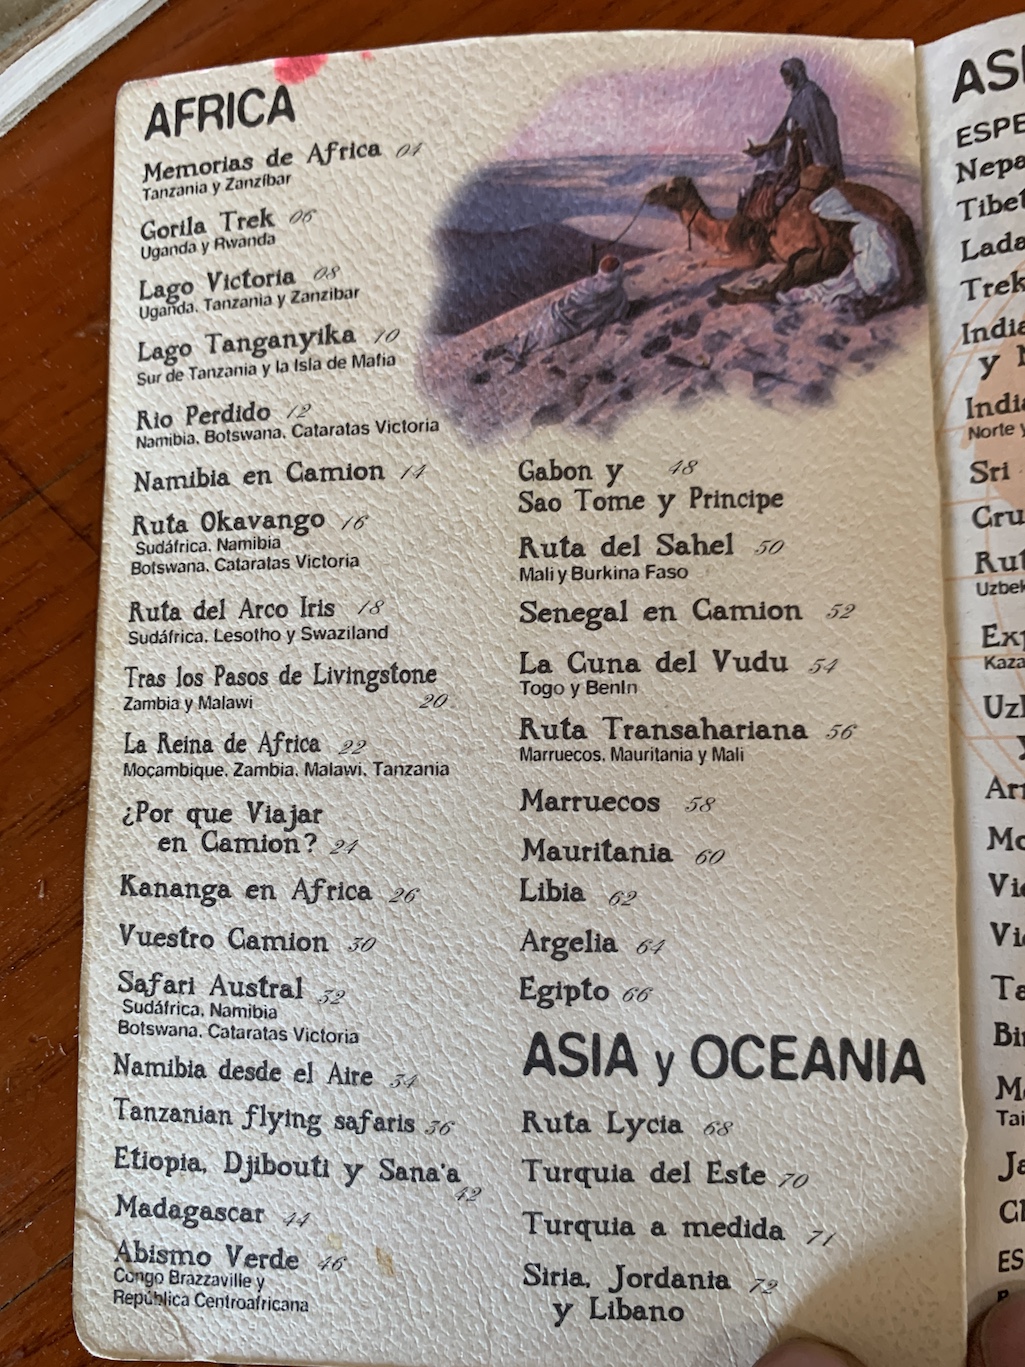 AFRICA
Memorias de Africa 04
Tanzania y Zanzíbar
Gorila Trek 06
Uganda y Rwanda
Lago Victoria 08
Uganda, Tanzania y Zanzibar
Lago Tanganyika 10
Sur de Tanzania y la Isla de Mafia
Rio Perdido 12
Namibia, Botswana, Cataratas Victoria
Namibia en Camion 14
Ruta Okavango 16
Sudáfrica, Namibia
Botswana, Cataratas Victoria
Ruta del Arco Iris 18
Sudáfrica, Lesotho y Swaziland
Tras los Pasos de Livingstone
Zambia y Malawi 20
La Reina de Africa 22
Moçambique, Zambia, Malawi, Tanzania
¿Por que Viajar
en Camion? 24
Kananga en Africa 26
Vuestro Camion 30
Safari Austral 32
Sudáfrica, Namibia
Botswana, Cataratas Victoria
Namibia desde el Aire 34
Tanzanian flying safaris 36
Etiopia, Djibouti y Sana'a
42
Madagascar 44
Abismo Verde 46
Congo Brazzaville y
República Centroafricana
Gabon y 48
Sao Tome y Principe
Ruta del Sahel 50
Mali y Burkina Faso
Senegal en Camion 52
La Cuna del Vudu 54
Togo y BenIn
Ruta Transahariana 56
Marruecos, Mauritania y Mali
Marruecos 58
Mauritania 60
Libia 62
Argelia 64
Egipto 66
ASIA y OCEANIA
Ruta Lycia 68
Turquia del Este 70
Turquia a medida 71
Siria, Jordania 72
y Libano
India
y
India
Norte y
Sri